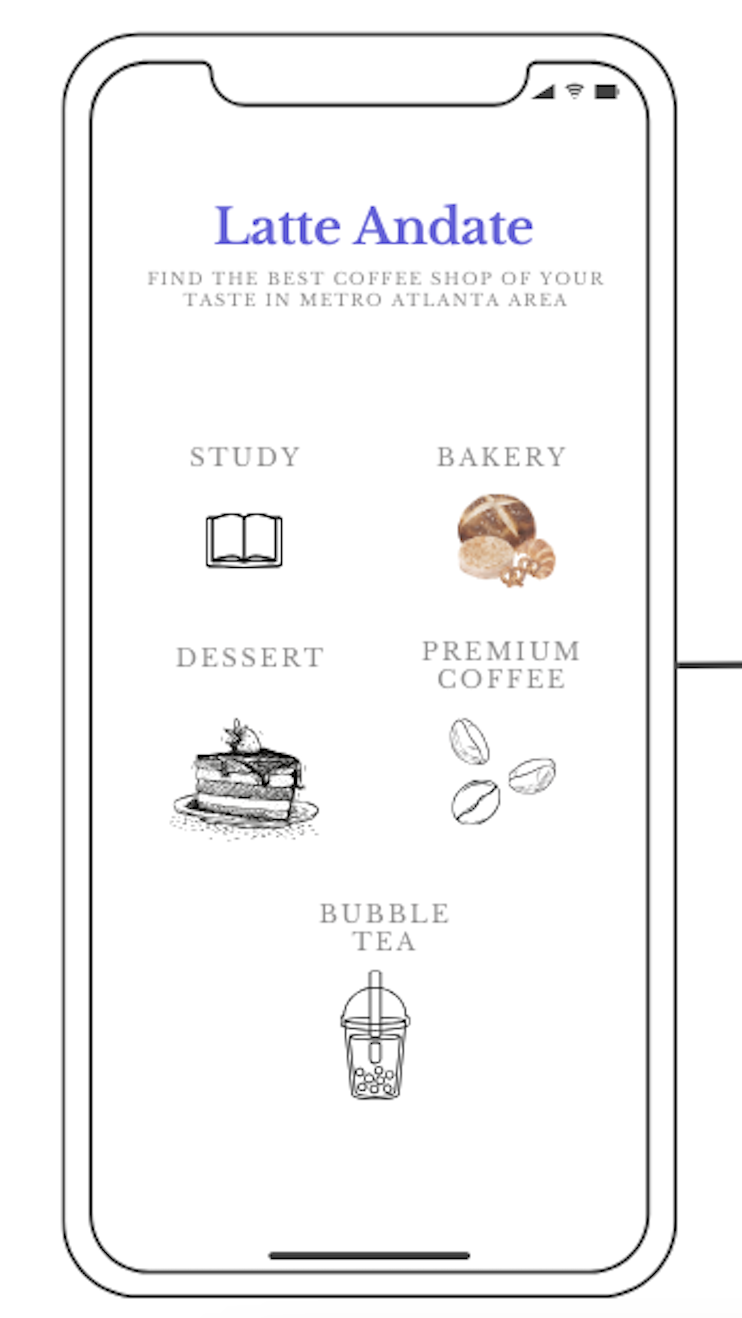 Latte Andate
FIND THE BEST COFFEE SHOP OF YOUR
TASTE IN METRO ATLANTA AREA
STUDY
BAKERY
DESSERT
PREMIUM
COFFEE
BUBBLE
TEA